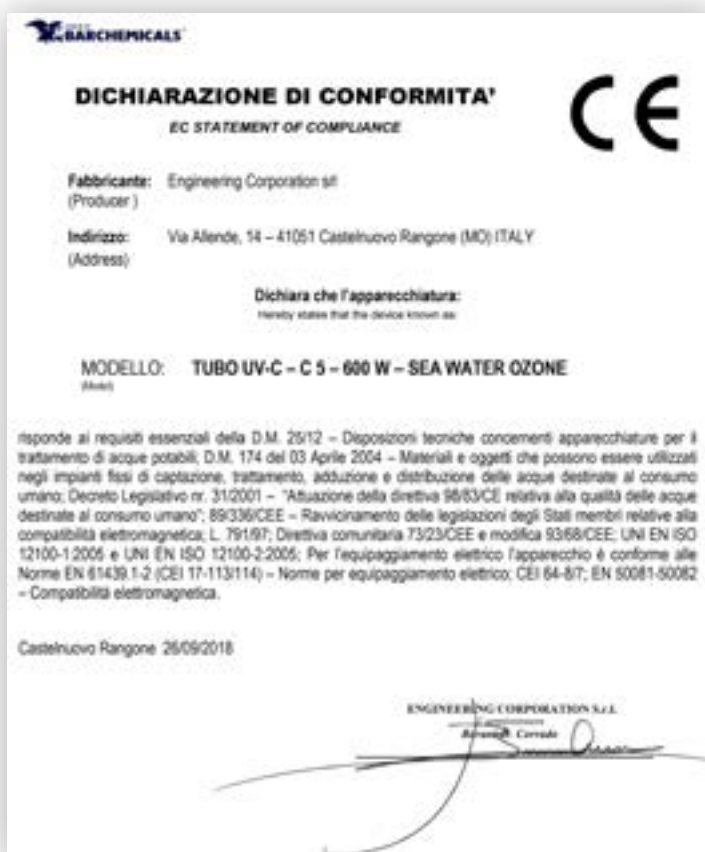 BARCHEMICALS
DICHIARAZIONE DI CONFORMITA'
EC STATEMENT OF COMPLIANCE
CE
Fabbricante: Engineering Corporation srl
(Producer )
Indirizzo: Via Allende, 14 – 41051 Castelnuovo Rangone (MO) ITALY
(Address)
Dichiara che l'apparecchiatura:
Hereby states that the device known as:
MODELLO: TUBO UV-C – C 5 – 600 W – SEA WATER OZONE
(Model)
risponde ai requisiti essenziali della D.M. 25/12 – Disposizioni tecniche concernenti apparecchiature per il
trattamento di acque potabili; D.M. 174 del 03 Aprile 2004 – Materiali e oggetti che possono essere utilizzati
negli impianti fissi di captazione, trattamento, adduzione e distribuzione delle acque destinate al consumo
umano; Decreto Legislativo nr. 31/2001 – "Attuazione della direttiva 98/83/CE relativa alla qualità delle acque
destinate al consumo umano"; 89/336/CEE – Ravvicinamento delle legislazioni degli Stati membri relative alla
compatibilità elettromagnetica; L. 791/97; Direttiva comunitaria 73/23/CEE e modifica 93/68/CEE; UNI EN ISO
12100-1:2005 e UNI EN ISO 12100-2:2005; Per l'equipaggiamento elettrico l'apparecchio è conforme alle
Norme EN 61439.1-2 (CEI 17-113/114) – Norme per equipaggiamento elettrico; CEI 64-8/7; EN 50081-50082
– Compatibilità elettromagnetica.
Castelnuovo Rangone 26/09/2018
ENGINEERING CORPORATION S.r.l.
Corrado